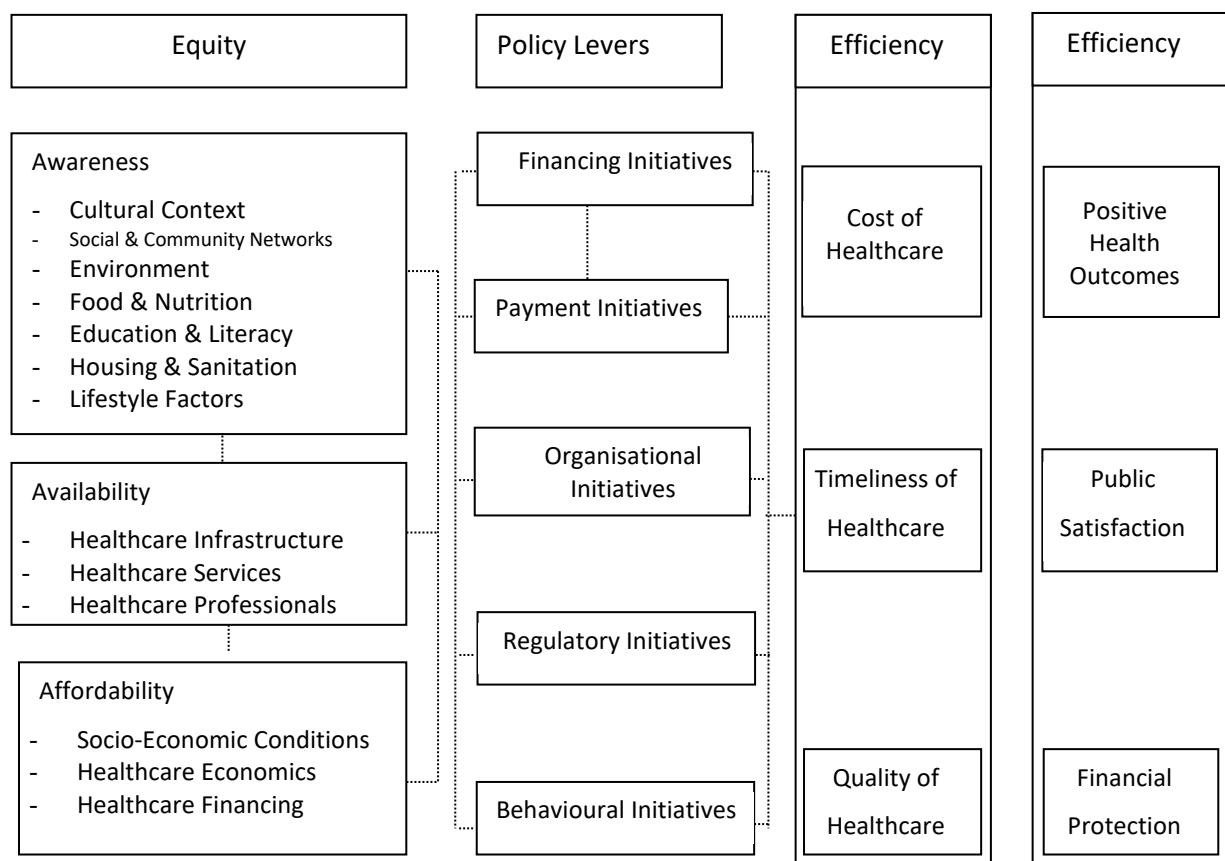 Equity
Policy Levers
Efficiency
Efficiency
Awareness
- Cultural Context
- Social & Community Networks
- Environment
- Food & Nutrition
- Education & Literacy
- Housing & Sanitation
- Lifestyle Factors
Availability
- Healthcare Infrastructure
- Healthcare Services
- Healthcare Professionals
Affordability
- Socio-Economic Conditions
- Healthcare Economics
- Healthcare Financing
Financing Initiatives
Payment Initiatives
Organisational
Initiatives
Regulatory Initiatives
Behavioural Initiatives
Cost of
Healthcare
Timeliness of
Healthcare
Quality of
Healthcare
Positive
Health
Outcomes
Public
Satisfaction
Financial
Protection